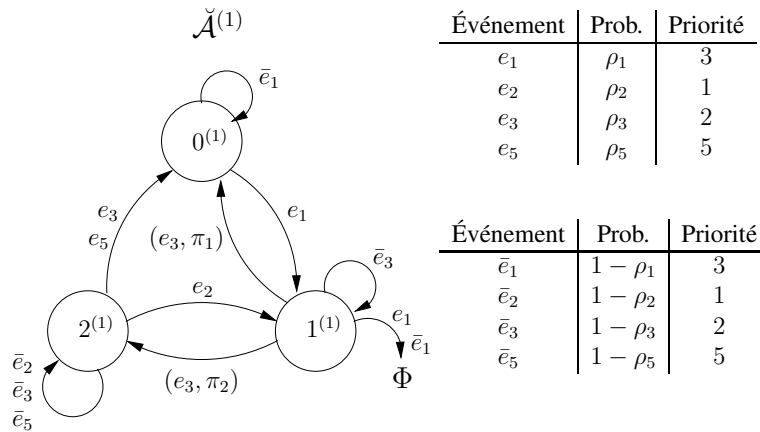 𝒜̆⁽¹⁾
ē₁
0⁽¹⁾
e₁
e₃
e₅
(e₃, π₁)
ē₃
e₂
2⁽¹⁾
1⁽¹⁾
e₁
ē₁
Φ
(e₃, π₂)
ē₂
ē₃
ē₅
Événement Prob. Priorité
e₁ ρ₁ 3
e₂ ρ₂ 1
e₃ ρ₃ 2
e₅ ρ₅ 5
Événement Prob. Priorité
ē₁ 1 − ρ₁ 3
ē₂ 1 − ρ₂ 1
ē₃ 1 − ρ₃ 2
ē₅ 1 − ρ₅ 5